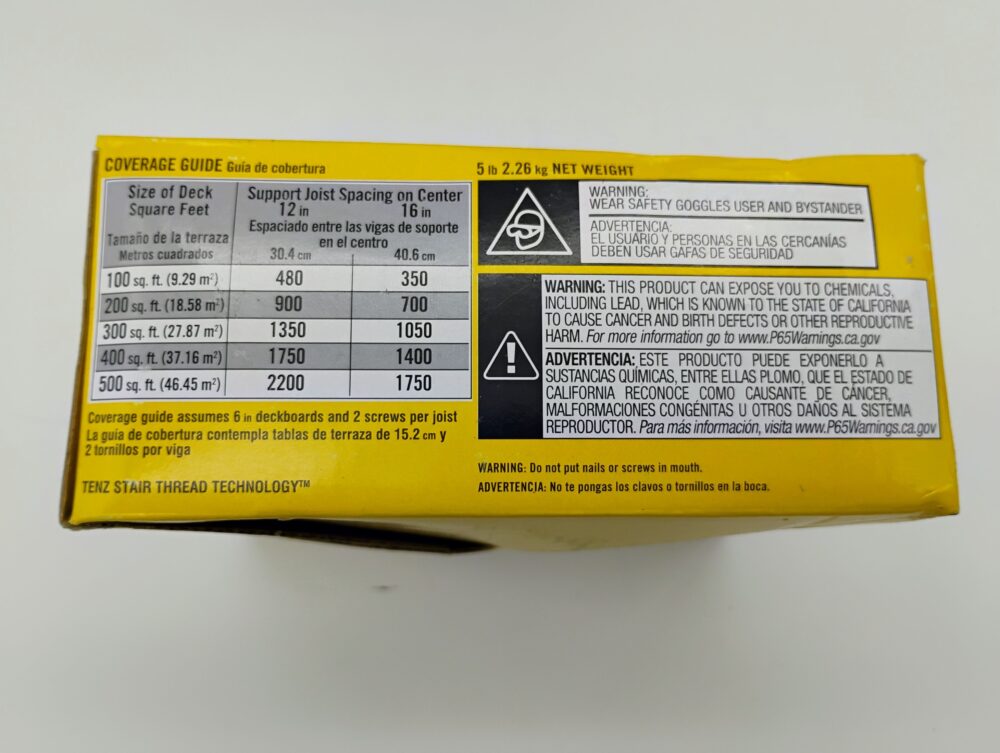 COVERAGE GUIDE Guía de cobertura
Size of Deck
Square Feet
Tamaño de la terraza
Metros cuadrados
Support Joist Spacing on Center
12 in 16 in
Espaciado entre las vigas de soporte
en el centro
30.4 cm 40.6 cm
100 sq. ft. (9.29 m²) 480 350
200 sq. ft. (18.58 m²) 900 700
300 sq. ft. (27.87 m²) 1350 1050
400 sq. ft. (37.16 m²) 1750 1400
500 sq. ft. (46.45 m²) 2200 1750
Coverage guide assumes 6 in deckboards and 2 screws per joist
La guía de cobertura contempla tablas de terraza de 15.2 cm y
2 tornillos por viga
TENZ STAIR THREAD TECHNOLOGY™
5 lb 2.26 kg NET WEIGHT
WARNING:
WEAR SAFETY GOGGLES USER AND BYSTANDER
ADVERTENCIA:
EL USUARIO Y PERSONAS EN LAS CERCANÍAS
DEBEN USAR GAFAS DE SEGURIDAD
WARNING: THIS PRODUCT CAN EXPOSE YOU TO CHEMICALS,
INCLUDING LEAD, WHICH IS KNOWN TO THE STATE OF CALIFORNIA
TO CAUSE CANCER AND BIRTH DEFECTS OR OTHER REPRODUCTIVE
HARM. For more information go to www.P65Warnings.ca.gov
ADVERTENCIA: ESTE PRODUCTO PUEDE EXPONERLO A
SUSTANCIAS QUÍMICAS, ENTRE ELLAS PLOMO, QUE EL ESTADO DE
CALIFORNIA RECONOCE COMO CAUSANTE DE CÁNCER,
MALFORMACIONES CONGÉNITAS U OTROS DAÑOS AL SISTEMA
REPRODUCTOR. Para más información, visita www.P65Warnings.ca.gov
WARNING: Do not put nails or screws in mouth.
ADVERTENCIA: No te pongas los clavos o tornillos en la boca.